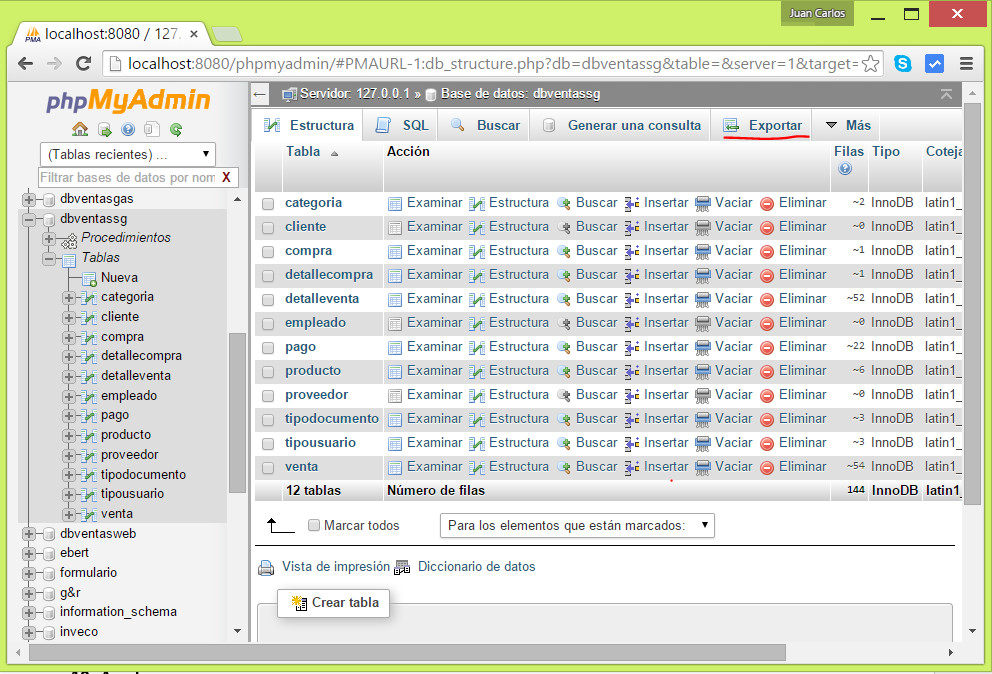 Juan Carlos
localhost:8080 / 127.
localhost:8080/phpmyadmin/#PMAURL-1:db_structure.php?db=dbventassg&table=&server=1&target=
phpMyAdmin
(Tablas recientes) ...
Filtrar bases de datos por nom X
dbventasgas
dbventassg
Procedimientos
Tablas
Nueva
categoria
cliente
compra
detallecompra
detalleventa
empleado
pago
producto
proveedor
tipodocumento
tipousuario
venta
dbventasweb
ebert
formulario
g&r
information_schema
inveco
Servidor: 127.0.0.1 » Base de datos: dbventassg
Estructura SQL Buscar Generar una consulta Exportar Más
Tabla Acción Filas Tipo Coteja
categoria Examinar Estructura Buscar Insertar Vaciar Eliminar ~2 InnoDB latin1_
cliente Examinar Estructura Buscar Insertar Vaciar Eliminar ~0 InnoDB latin1_
compra Examinar Estructura Buscar Insertar Vaciar Eliminar ~1 InnoDB latin1_
detallecompra Examinar Estructura Buscar Insertar Vaciar Eliminar ~1 InnoDB latin1_
detalleventa Examinar Estructura Buscar Insertar Vaciar Eliminar ~52 InnoDB latin1_
empleado Examinar Estructura Buscar Insertar Vaciar Eliminar ~0 InnoDB latin1_
pago Examinar Estructura Buscar Insertar Vaciar Eliminar ~22 InnoDB latin1_
producto Examinar Estructura Buscar Insertar Vaciar Eliminar ~6 InnoDB latin1_
proveedor Examinar Estructura Buscar Insertar Vaciar Eliminar ~0 InnoDB latin1_
tipodocumento Examinar Estructura Buscar Insertar Vaciar Eliminar ~3 InnoDB latin1_
tipousuario Examinar Estructura Buscar Insertar Vaciar Eliminar ~3 InnoDB latin1_
venta Examinar Estructura Buscar Insertar Vaciar Eliminar ~54 InnoDB latin1_
12 tablas Número de filas 144 InnoDB latin1_
Marcar todos Para los elementos que están marcados:
Vista de impresión Diccionario de datos
Crear tabla